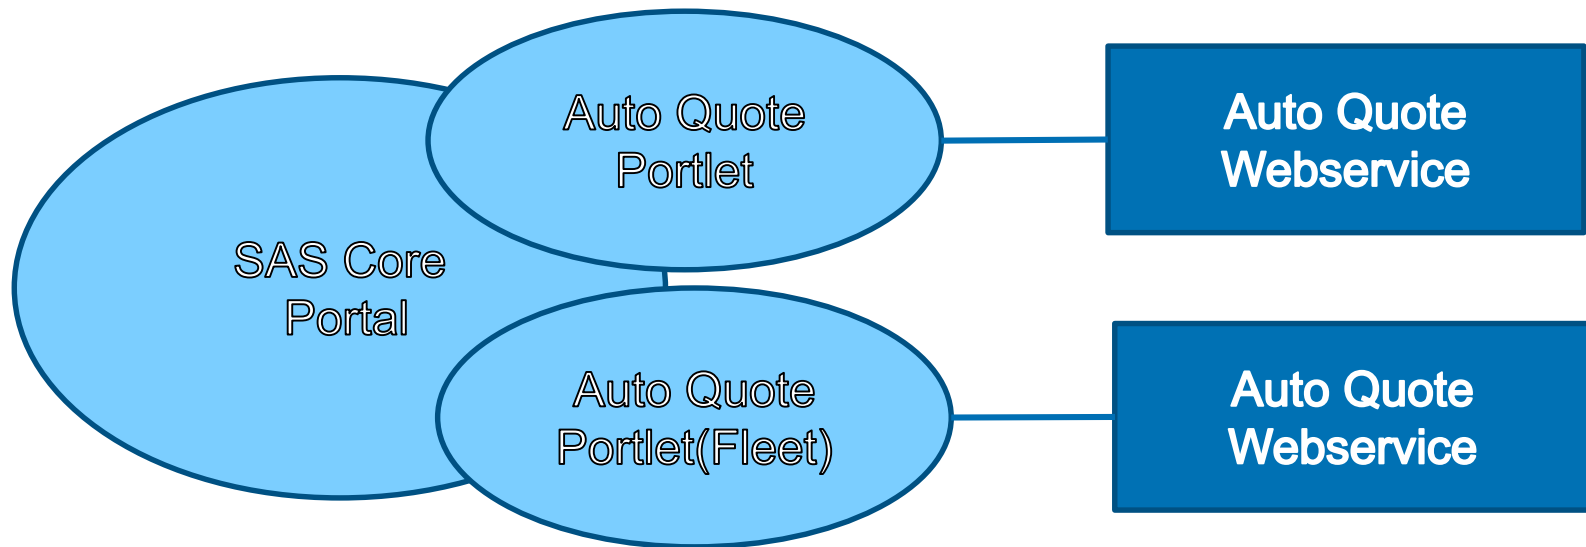 Auto Quote
Portlet
Auto Quote
Webservice
SAS Core
Portal
Auto Quote
Portlet(Fleet)
Auto Quote
Webservice